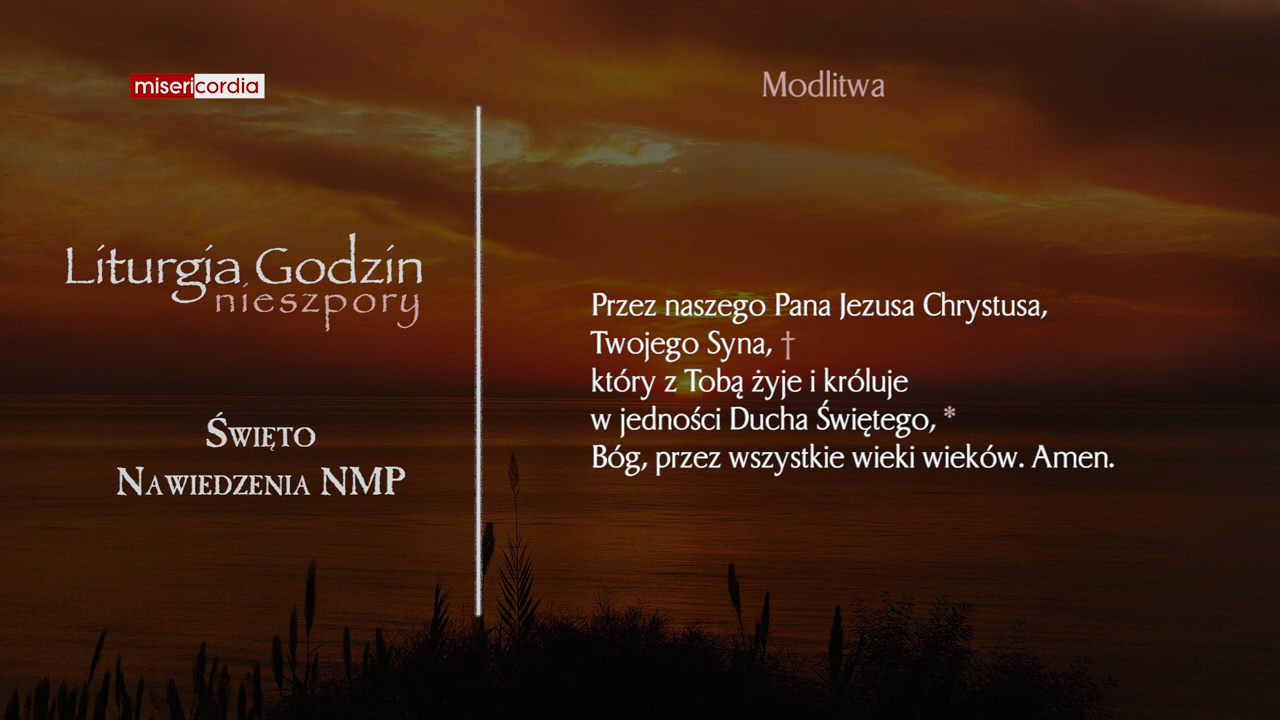 misericordia
Modlitwa
Liturgia Godzin
nieszpory
Święto
Nawiedzenia NMP
Przez naszego Pana Jezusa Chrystusa,
Twojego Syna, †
który z Tobą żyje i króluje
w jedności Ducha Świętego, *
Bóg, przez wszystkie wieki wieków. Amen.